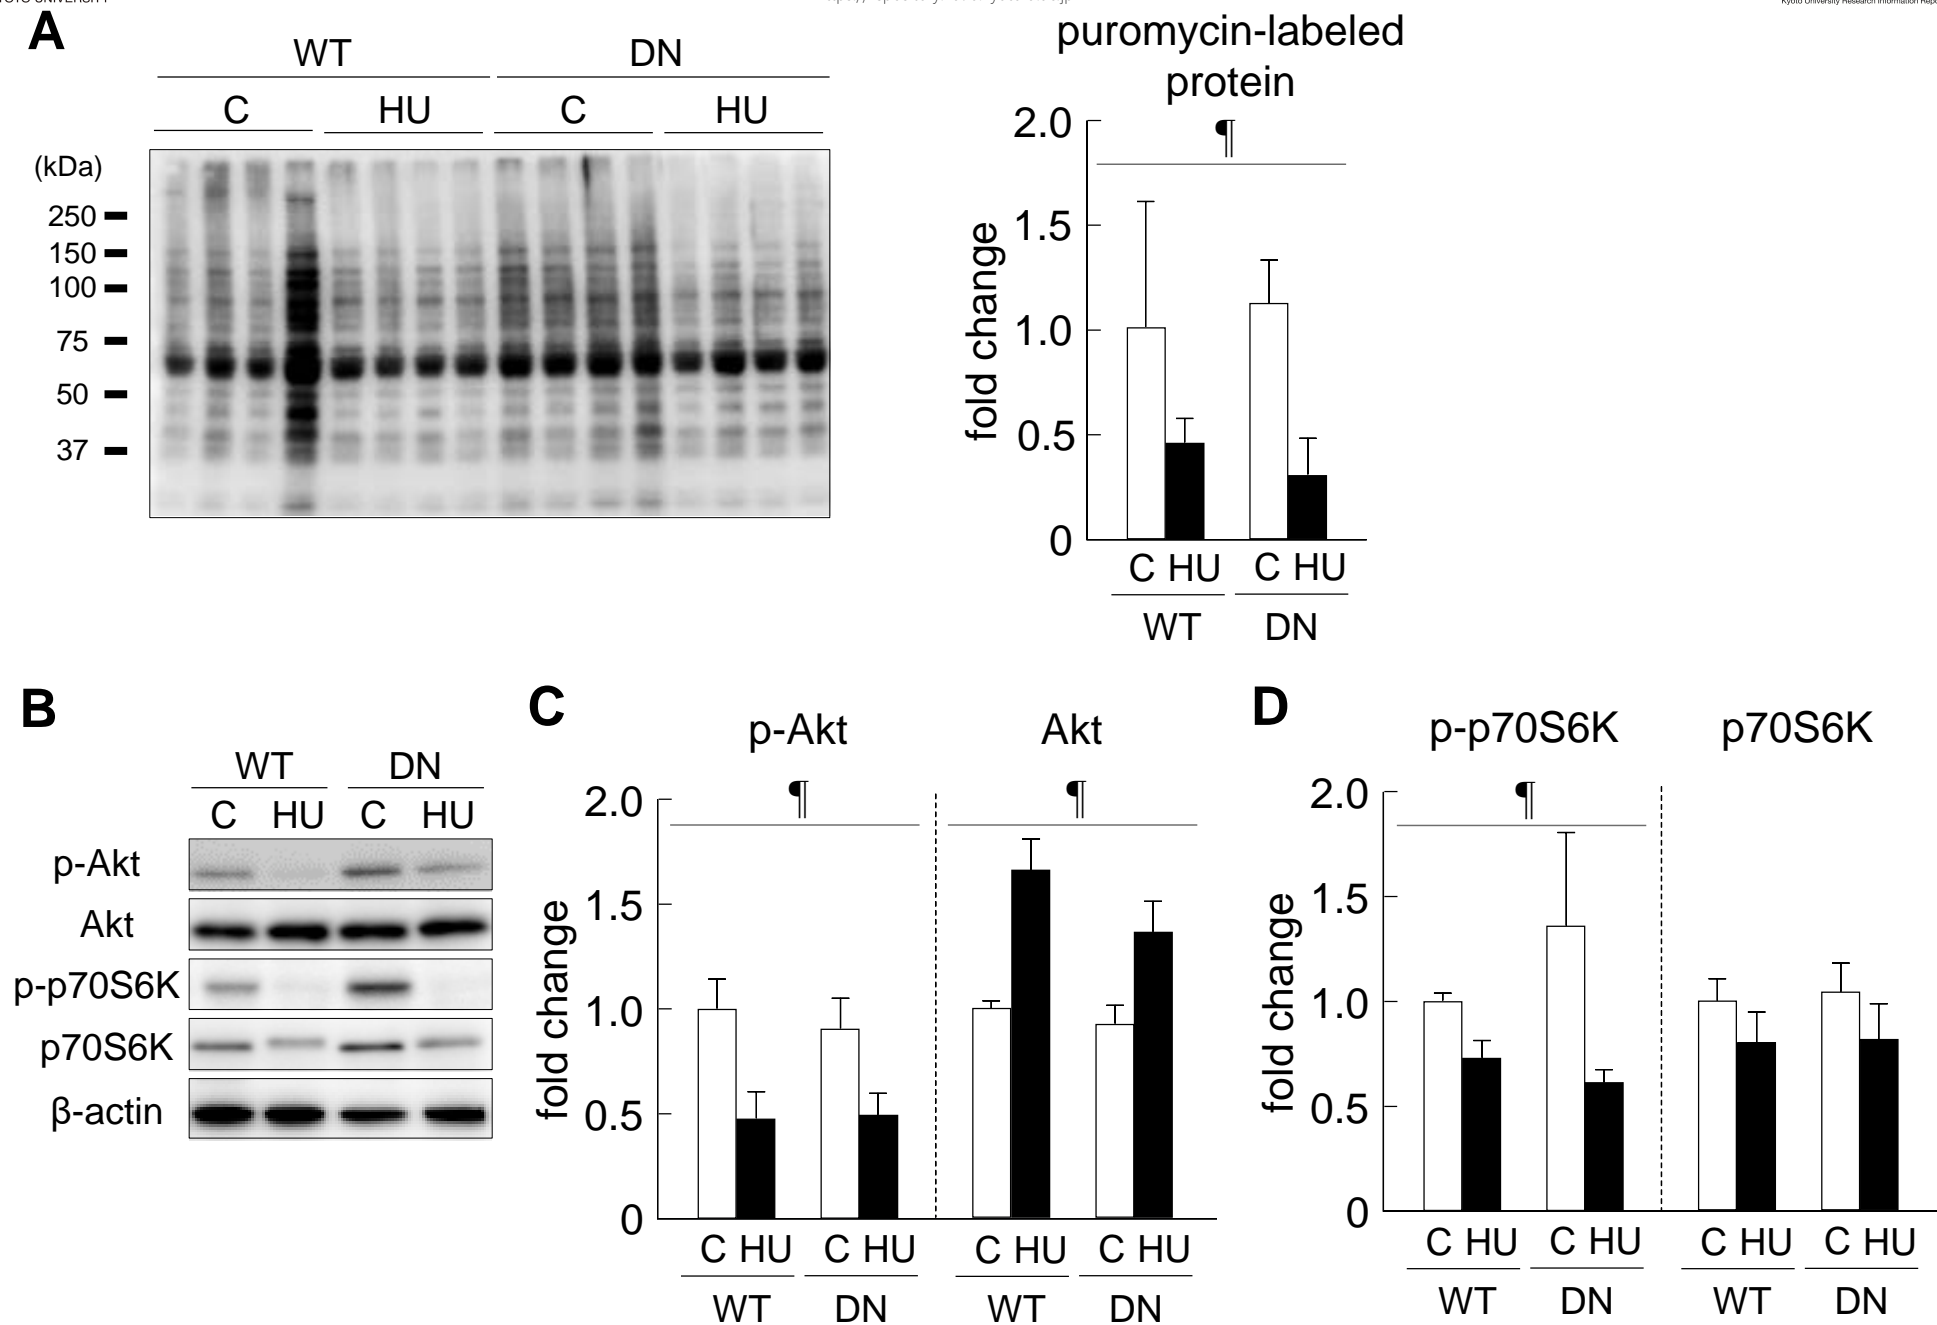 A
WT DN
C HU C HU
(kDa)
250
150
100
75
50
37
puromycin-labeled
protein
fold change
2.0
1.5
1.0
0.5
0
¶
C HU C HU
WT DN
B
WT DN
C HU C HU
p-Akt
Akt
p-p70S6K
p70S6K
β-actin
C
p-Akt Akt
fold change
2.0
1.5
1.0
0.5
0
¶ ¶
C HU C HU C HU C HU
WT DN WT DN
D
p-p70S6K p70S6K
fold change
2.0
1.5
1.0
0.5
0
¶
C HU C HU C HU C HU
WT DN WT DN